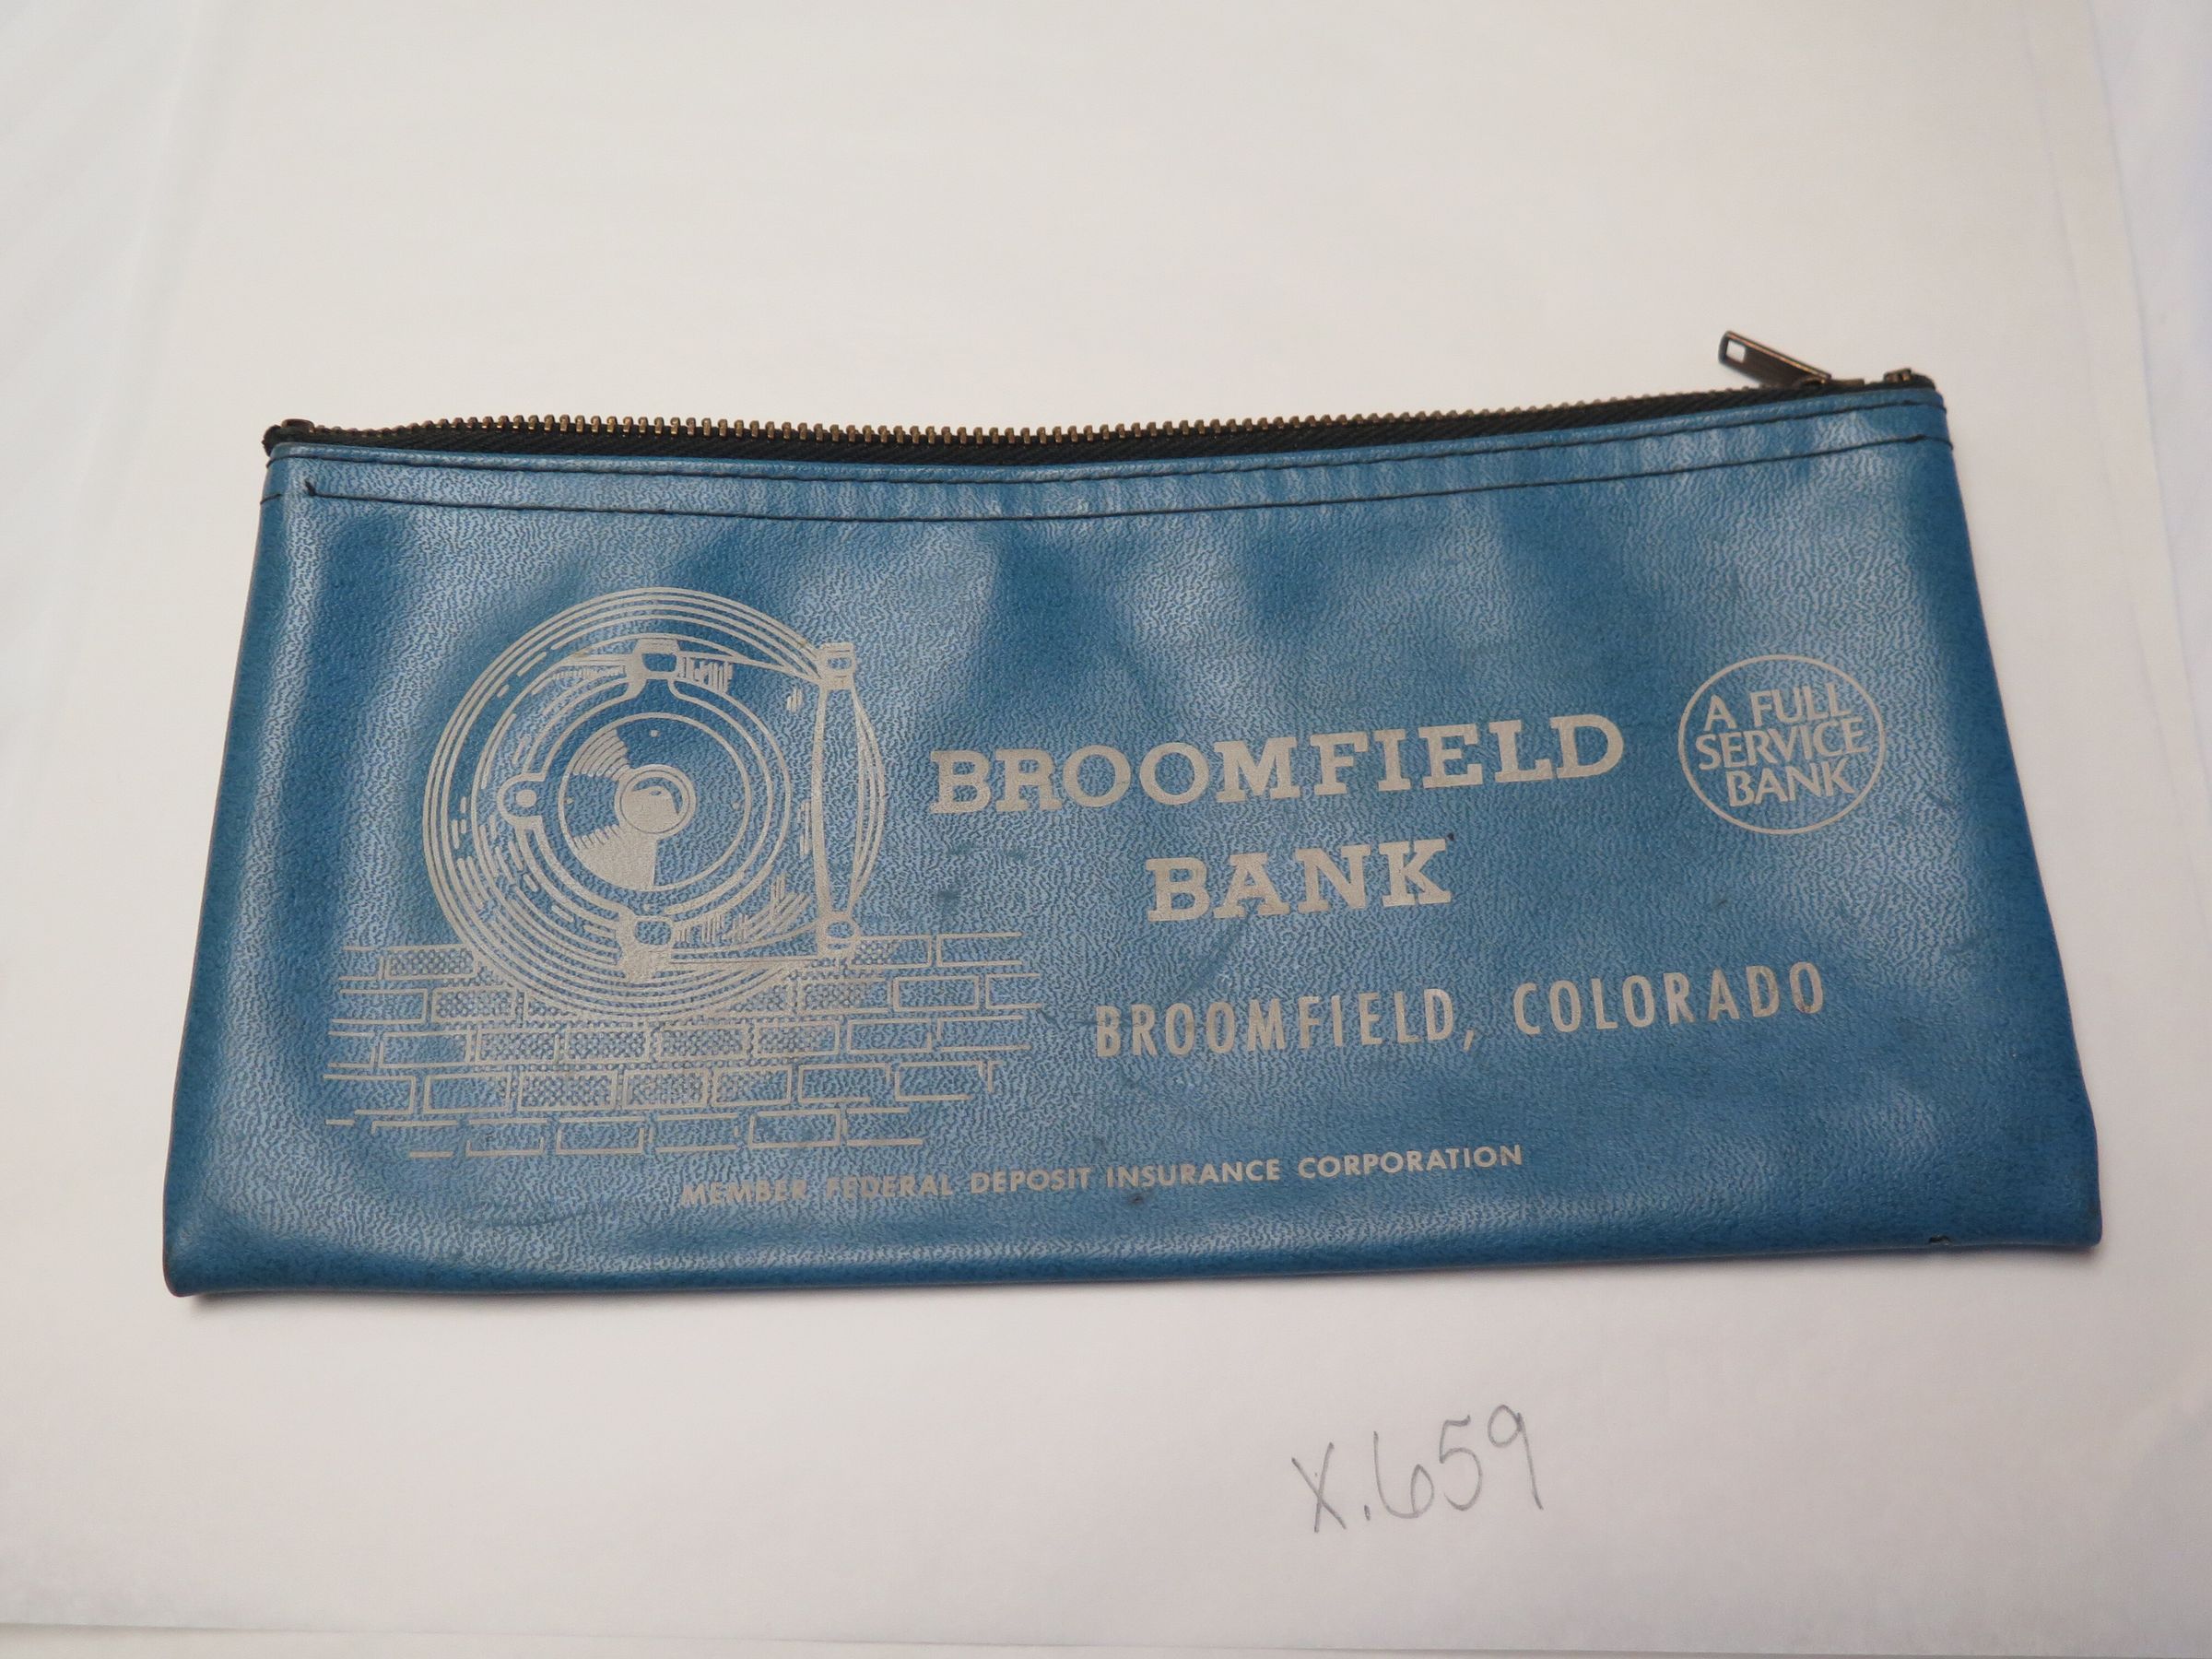 BROOMFIELD
BANK
A FULL
SERVICE
BANK
BROOMFIELD, COLORADO
MEMBER FEDERAL DEPOSIT INSURANCE CORPORATION
X.659